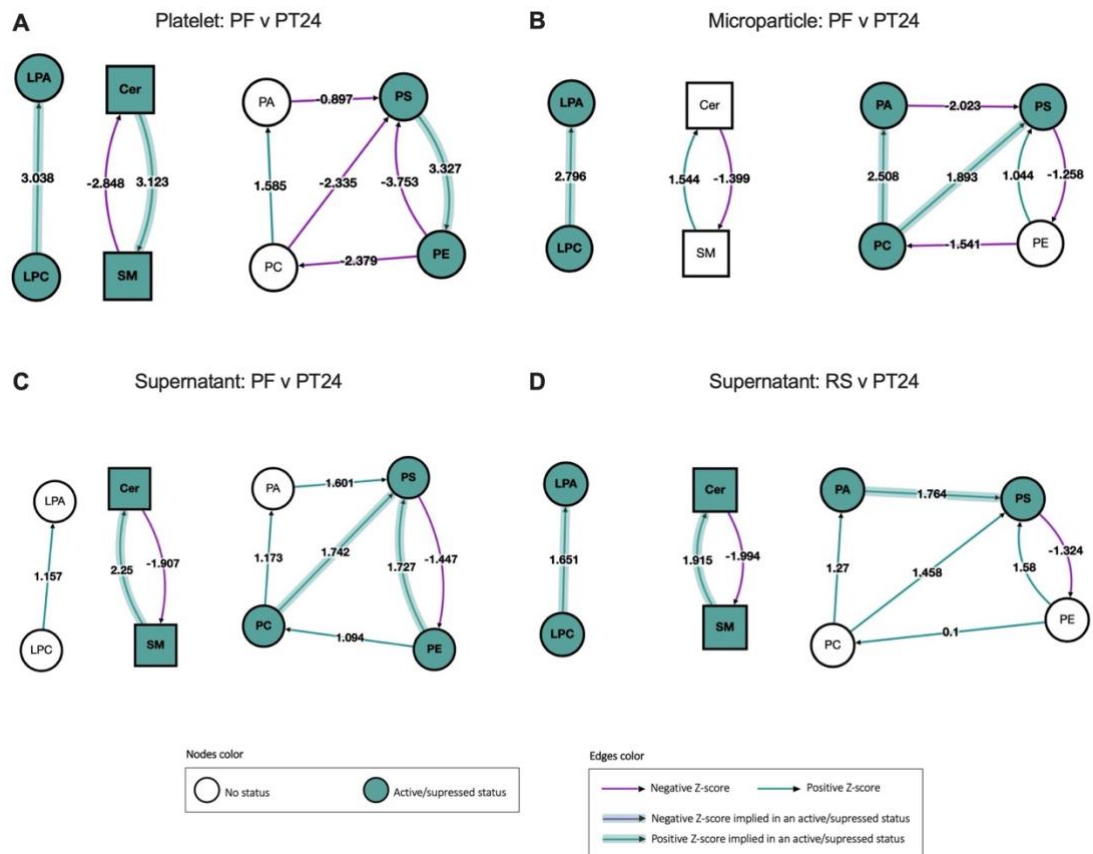 A
Platelet: PF v PT24
LPA
3.038
LPC
Cer
-2.848
3.123
SM
PA
-0.897
PS
1.585
-2.335
-3.753
3.327
PC
-2.379
PE
B
Microparticle: PF v PT24
LPA
2.796
LPC
Cer
1.544
-1.399
SM
PA
-2.023
PS
2.508
1.893
1.044
-1.258
PC
-1.541
PE
C
Supernatant: PF v PT24
LPA
1.157
LPC
Cer
2.25
-1.907
SM
PA
1.601
PS
1.173
1.742
1.727
-1.447
PC
1.094
PE
D
Supernatant: RS v PT24
LPA
1.651
LPC
Cer
1.915
-1.994
SM
PA
1.764
PS
1.27
1.458
1.58
-1.324
PC
0.1
PE
Nodes color
No status
Active/supressed status
Edges color
Negative Z-score
Positive Z-score
Negative Z-score implied in an active/supressed status
Positive Z-score implied in an active/supressed status